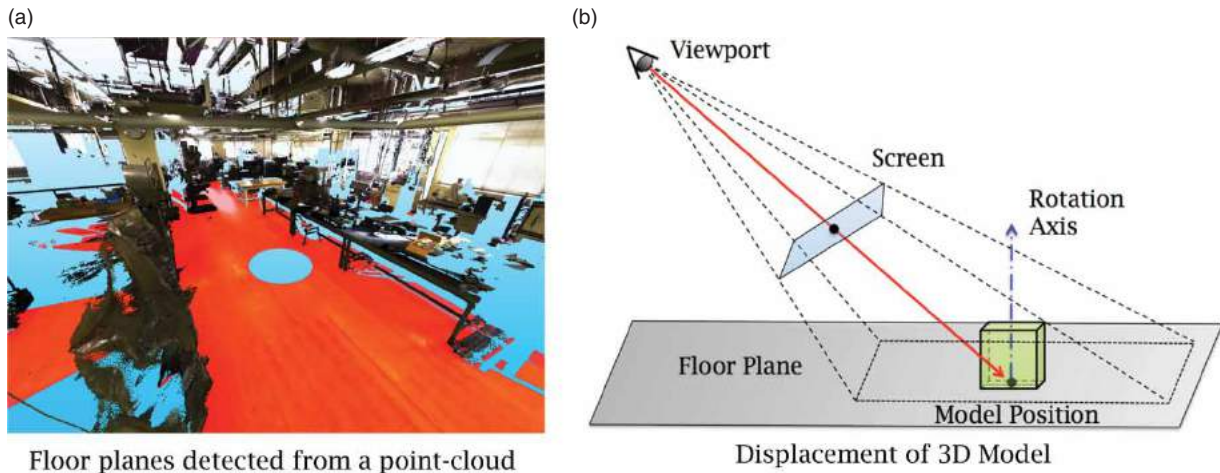 (a)
Floor planes detected from a point-cloud
(b)
Viewport
Screen
Rotation
Axis
Floor Plane
Model Position
Displacement of 3D Model